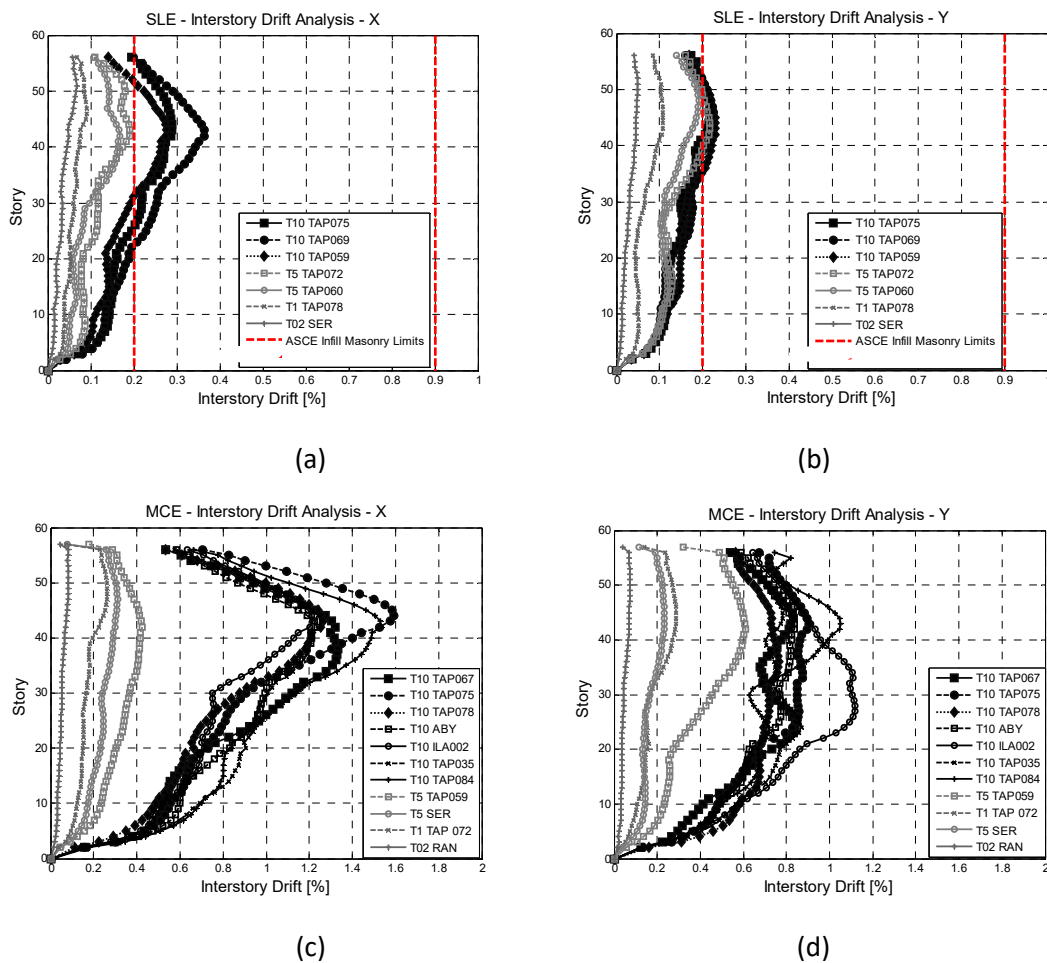 SLE - Interstory Drift Analysis - X
60
50
40
30
20
10
0
Story
T10 TAP075
T10 TAP069
T10 TAP059
T5 TAP072
T5 TAP060
T1 TAP078
T02 SER
ASCE Infill Masonry Limits
0 0.1 0.2 0.3 0.4 0.5 0.6 0.7 0.8 0.9 1
Interstory Drift [%]
(a)
SLE - Interstory Drift Analysis - Y
60
50
40
30
20
10
0
Story
T10 TAP075
T10 TAP069
T10 TAP059
T5 TAP072
T5 TAP060
T1 TAP078
T02 SER
ASCE Infill Masonry Limits
0 0.1 0.2 0.3 0.4 0.5 0.6 0.7 0.8 0.9 1
Interstory Drift [%]
(b)
MCE - Interstory Drift Analysis - X
60
50
40
30
20
10
0
Story
T10 TAP067
T10 TAP075
T10 TAP078
T10 ABY
T10 ILA002
T10 TAP035
T10 TAP084
T5 TAP059
T5 SER
T1 TAP 072
T02 RAN
0 0.2 0.4 0.6 0.8 1 1.2 1.4 1.6 1.8 2
Interstory Drift [%]
(c)
MCE - Interstory Drift Analysis - Y
60
50
40
30
20
10
0
Story
T10 TAP067
T10 TAP075
T10 TAP078
T10 ABY
T10 ILA002
T10 TAP035
T10 TAP084
T5 TAP059
T1 TAP 072
T5 SER
T02 RAN
0 0.2 0.4 0.6 0.8 1 1.2 1.4 1.6 1.8 2
Interstory Drift [%]
(d)